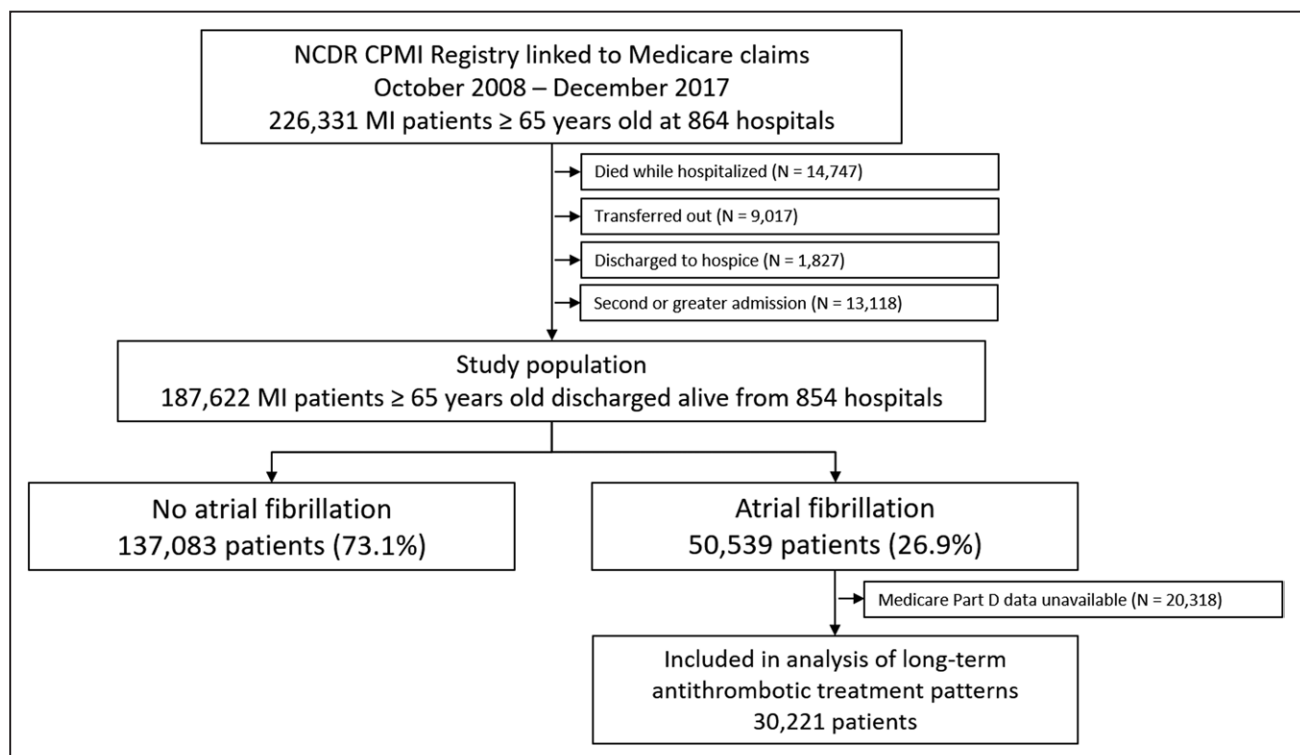 NCDR CPMI Registry linked to Medicare claims
October 2008 – December 2017
226,331 MI patients ≥ 65 years old at 864 hospitals
Died while hospitalized (N = 14,747)
Transferred out (N = 9,017)
Discharged to hospice (N = 1,827)
Second or greater admission (N = 13,118)
Study population
187,622 MI patients ≥ 65 years old discharged alive from 854 hospitals
No atrial fibrillation
137,083 patients (73.1%)
Atrial fibrillation
50,539 patients (26.9%)
Medicare Part D data unavailable (N = 20,318)
Included in analysis of long-term
antithrombotic treatment patterns
30,221 patients